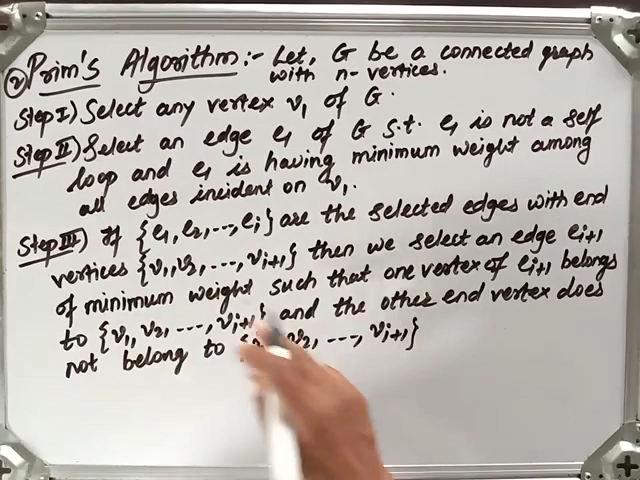 ② Prim's Algorithm:- Let, G be a connected graph
with n-vertices.
Step I) Select any vertex v₁ of G.
Step II) Select an edge e₁ of G s.t. e₁ is not a self
loop and e₁ is having minimum weight among
all edges incident on v₁.
Step III) If {e₁, e₂, ..., eᵢ} are the selected edges with end
vertices {v₁, v₂, ..., vᵢ₊₁} then we select an edge eᵢ₊₁
of minimum weight such that one vertex of eᵢ₊₁ belongs
to {v₁, v₂, ..., vᵢ₊₁} and the other end vertex does
not belong to { v₂, ..., vᵢ₊₁}